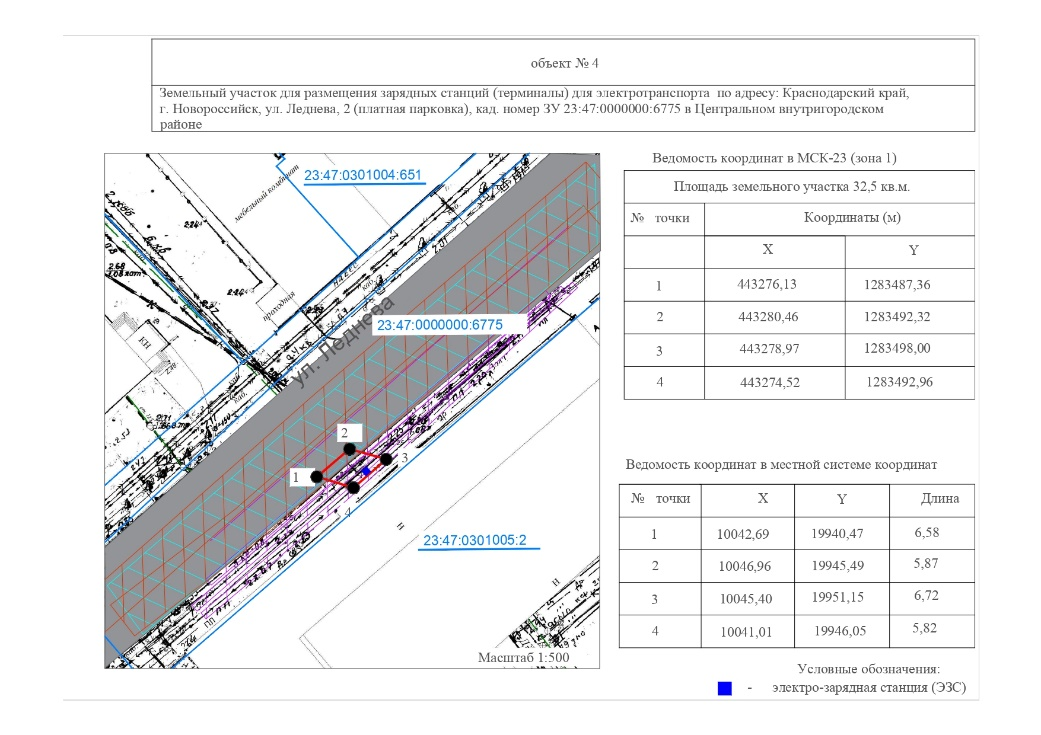 объект № 4
Земельный участок для размещения зарядных станций (терминалы) для электротранспорта по адресу: Краснодарский край,
г. Новороссийск, ул. Леднева, 2 (платная парковка), кад. номер ЗУ 23:47:0000000:6775 в Центральном внутригородском
районе
23:47:0301004:651
мебельный комбинат
навес
проходная
КН
23:47:0000000:6775
ул. Леднева
2
1
3
4
23:47:0301005:2
Масштаб 1:500
Ведомость координат в МСК-23 (зона 1)
Площадь земельного участка 32,5 кв.м.
№ точки Координаты (м)
X Y
1 443276,13 1283487,36
2 443280,46 1283492,32
3 443278,97 1283498,00
4 443274,52 1283492,96
Ведомость координат в местной системе координат
№ точки X Y Длина
1 10042,69 19940,47 6,58
2 10046,96 19945,49 5,87
3 10045,40 19951,15 6,72
4 10041,01 19946,05 5,82
Условные обозначения:
- электро-зарядная станция (ЭЗС)